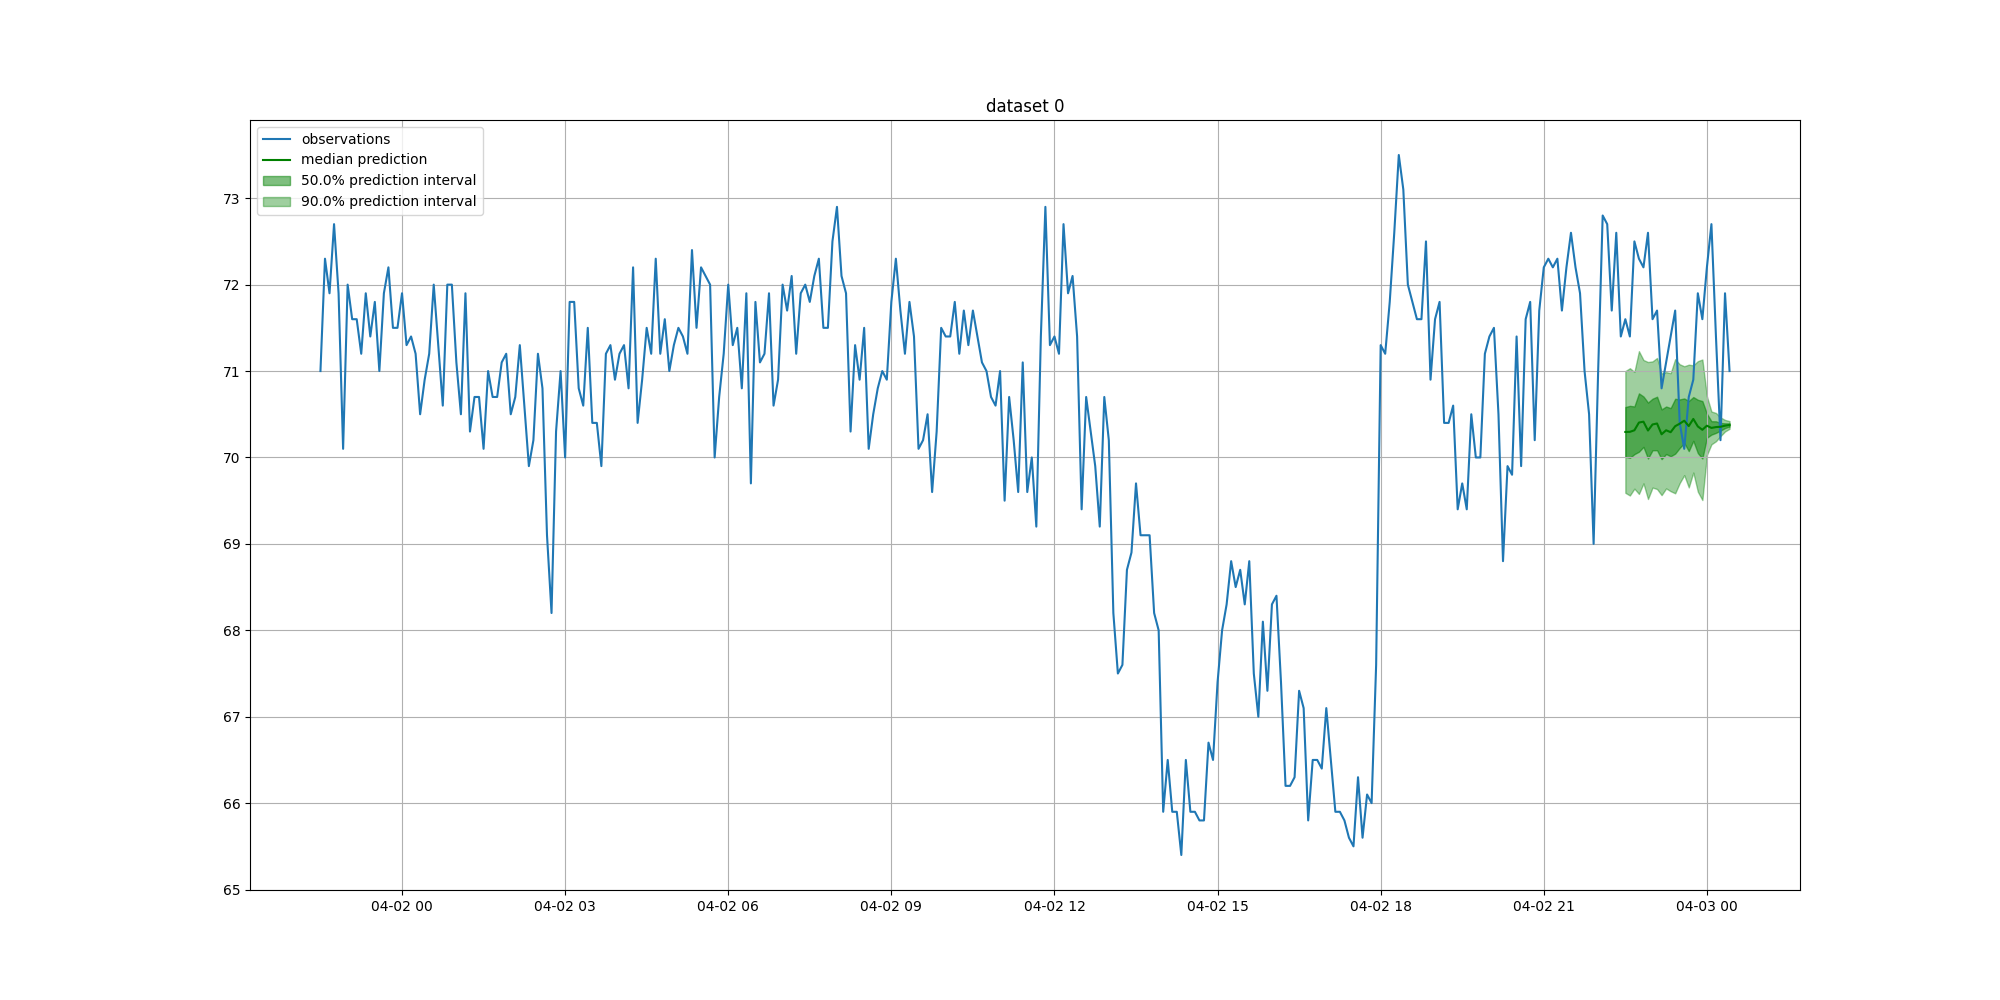 dataset 0
observations
median prediction
50.0% prediction interval
90.0% prediction interval
73
72
71
70
69
68
67
66
65
04-02 00 04-02 03 04-02 06 04-02 09 04-02 12 04-02 15 04-02 18 04-02 21 04-03 00